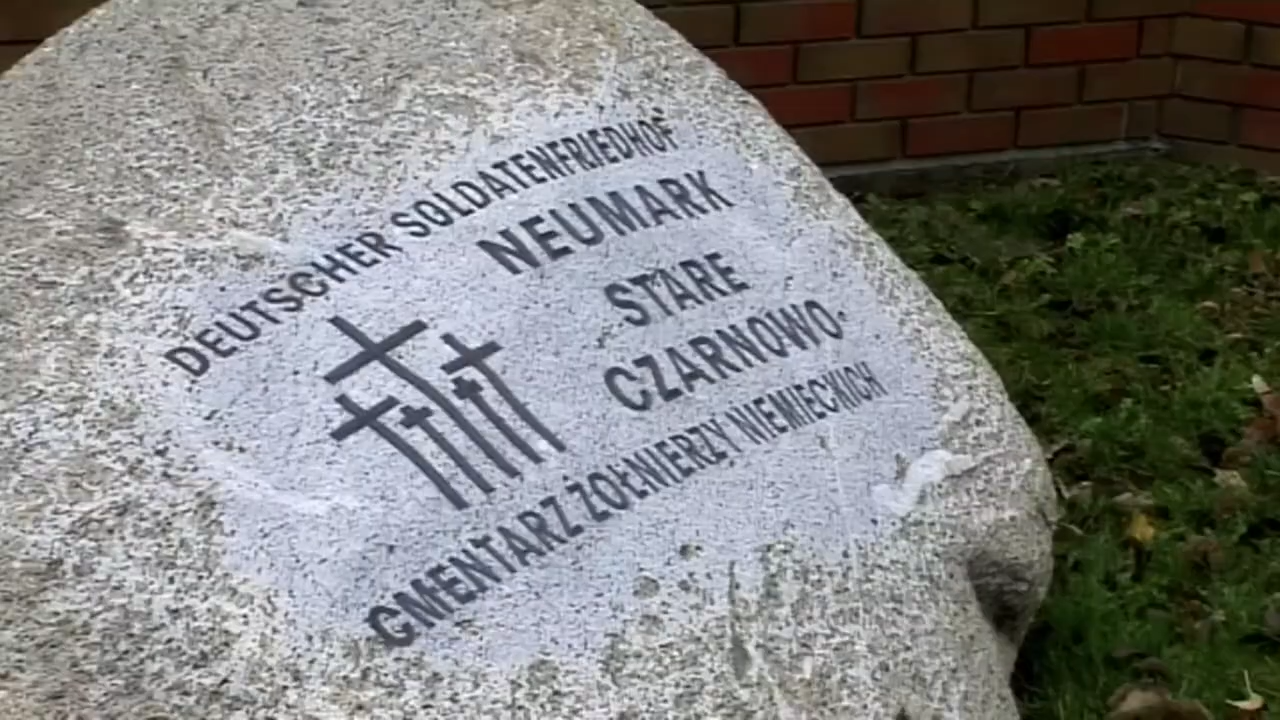 DEUTSCHER SOLDATENFRIEDHOF
NEUMARK
STARE
CZARNOWO
CMENTARZ ŻOŁNIERZY NIEMIECKICH